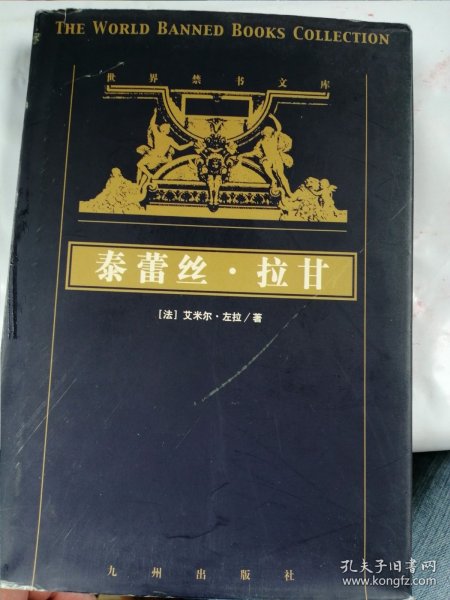 THE WORLD BANNED BOOKS COLLECTION
世界禁书文库
泰蕾丝·拉甘
[法] 艾米尔·左拉/著
九州出版社
孔夫子旧书网
www.kongfz.com